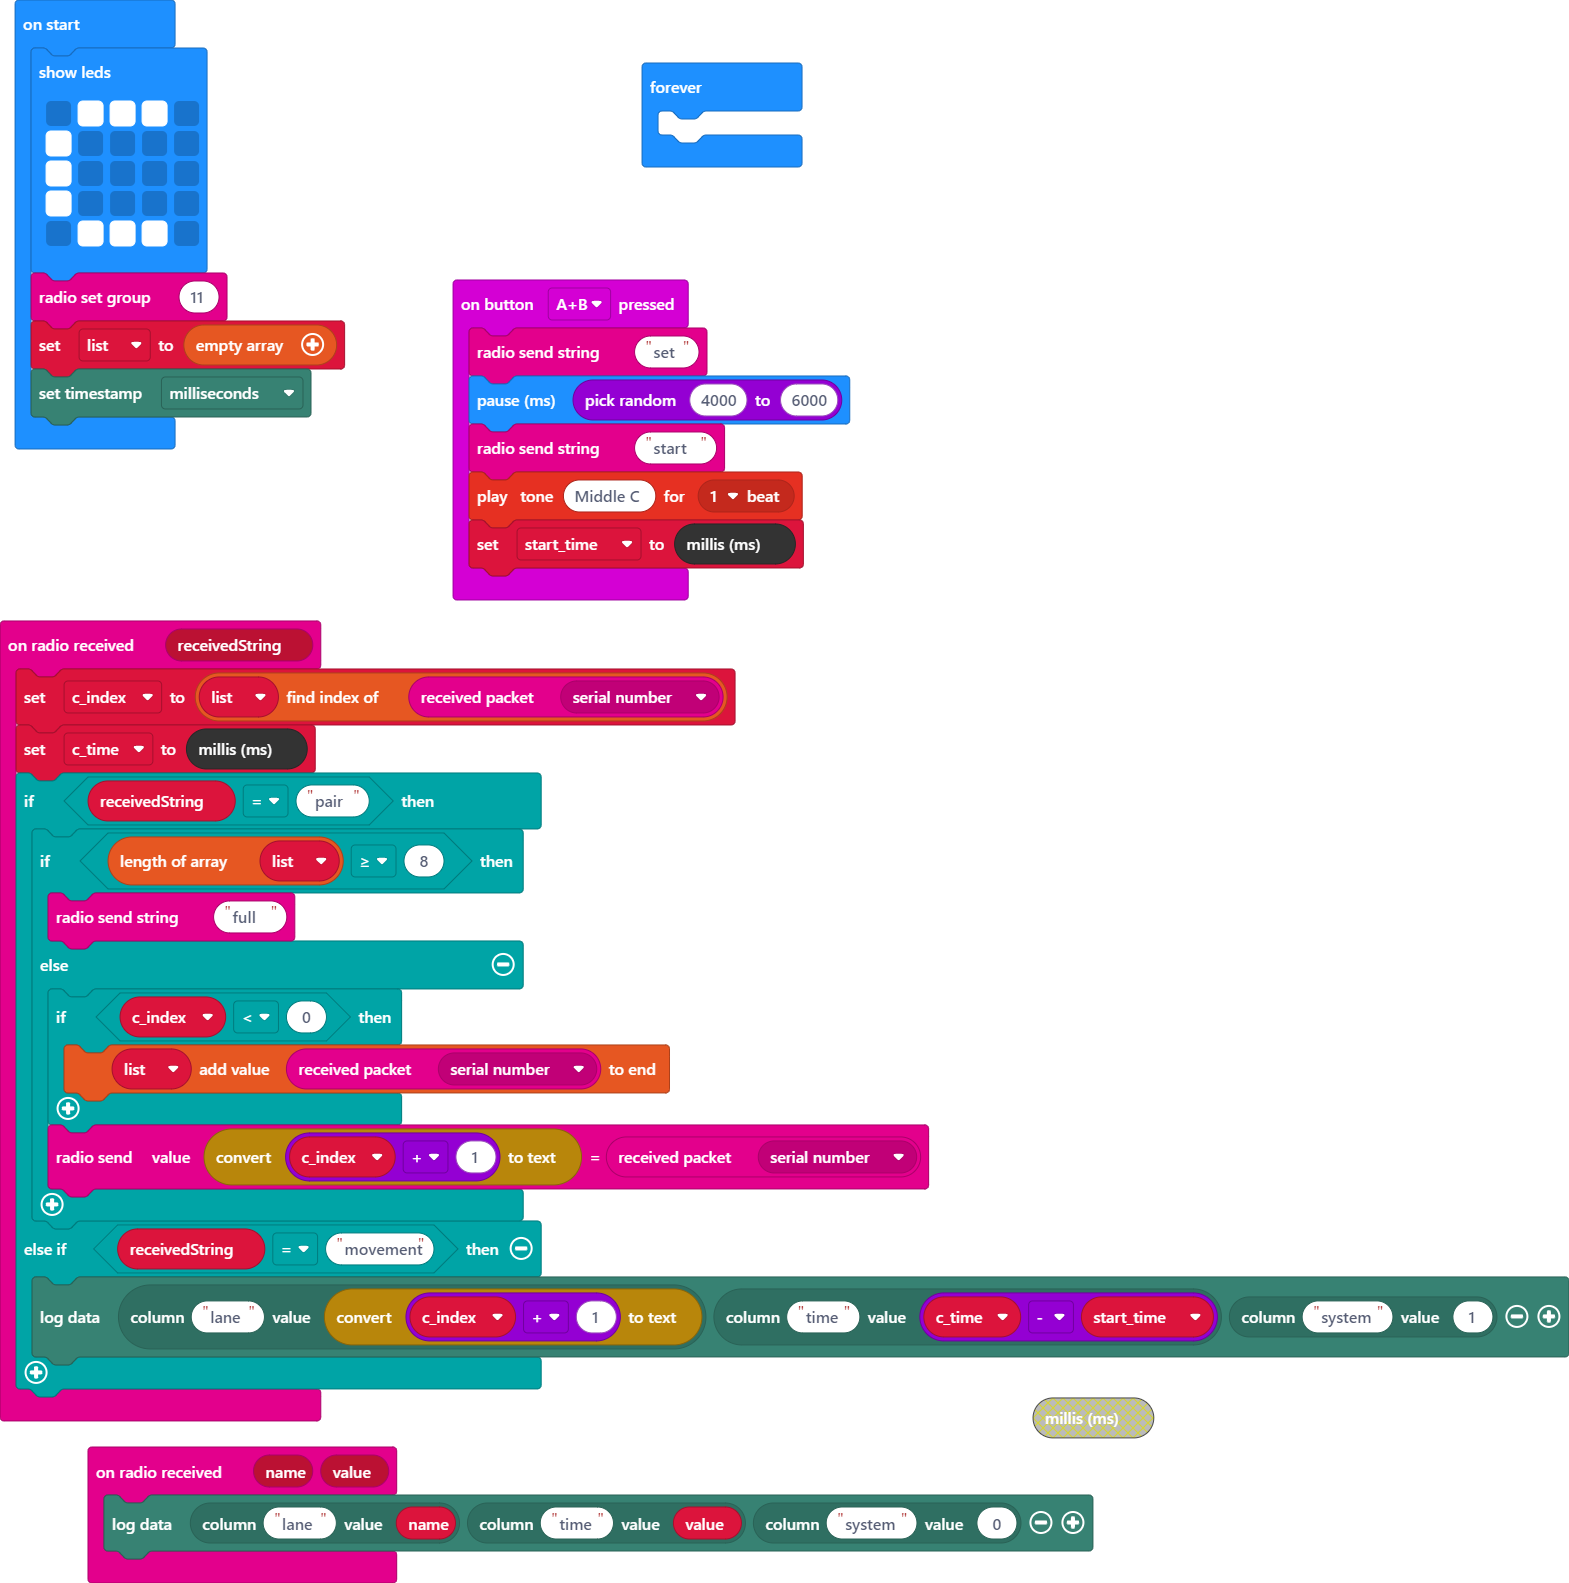 on start
show leds
forever
radio set group 11
set list to empty array
set timestamp milliseconds
on button A+B pressed
radio send string "set"
pause (ms) pick random 4000 to 6000
radio send string "start"
play tone Middle C for 1 beat
set start_time to millis (ms)
on radio received receivedString
set c_index to list find index of received packet serial number
set c_time to millis (ms)
if receivedString = "pair" then
if length of array list ≥ 8 then
radio send string "full"
else
if c_index < 0 then
list add value received packet serial number to end
radio send value convert c_index + 1 to text = received packet serial number
else if receivedString = "movement" then
log data column "lane" value convert c_index + 1 to text column "time" value c_time - start_time column "system" value 1
millis (ms)
on radio received name value
log data column "lane" value name column "time" value value column "system" value 0